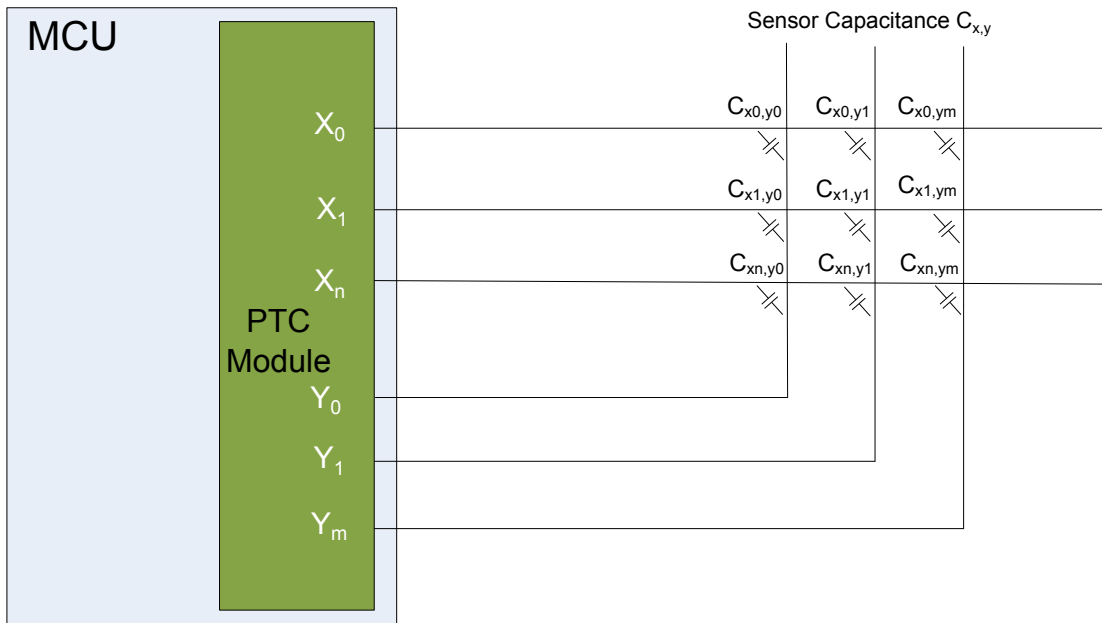 MCU
Sensor Capacitance Cx,y
X0
Cx0,y0 Cx0,y1 Cx0,ym
X1
Cx1,y0 Cx1,y1 Cx1,ym
Xn
Cxn,y0 Cxn,y1 Cxn,ym
PTC
Module
Y0
Y1
Ym